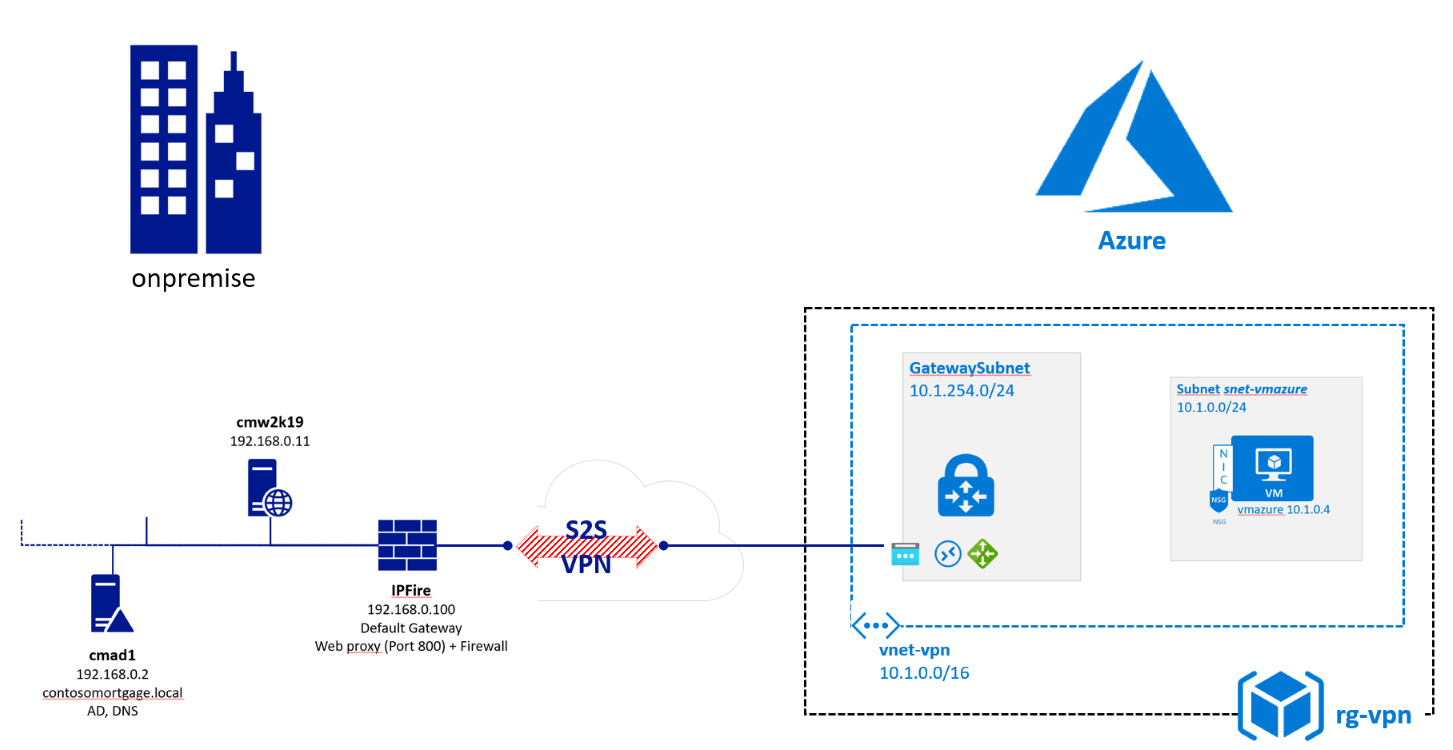 onpremise
Azure
cmw2k19
192.168.0.11
IPFire
192.168.0.100
Default Gateway
Web proxy (Port 800) + Firewall
cmad1
192.168.0.2
contosomortgage.local
AD, DNS
S2S
VPN
GatewaySubnet
10.1.254.0/24
Subnet snet-vmazure
10.1.0.0/24
N
I
C
NSG
NSG
VM
vmazure 10.1.0.4
vnet-vpn
10.1.0.0/16
rg-vpn